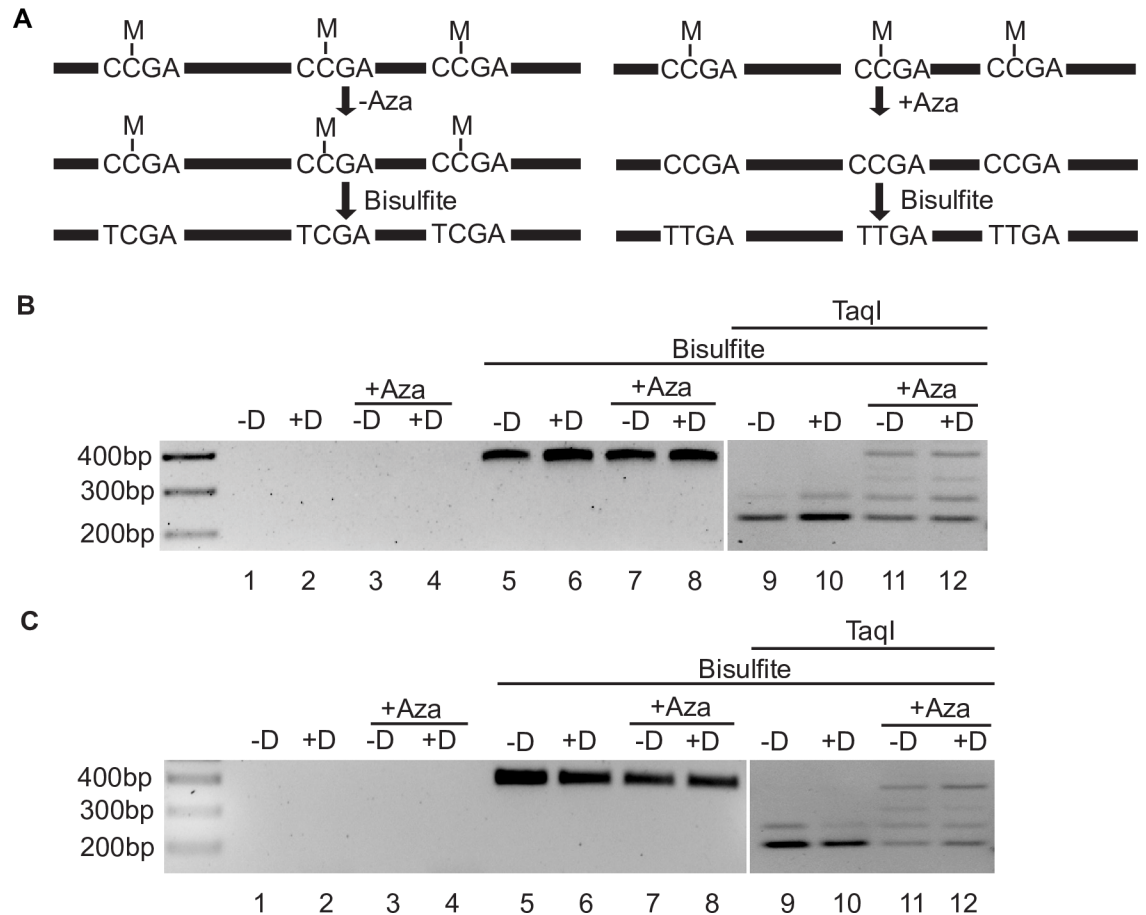 A
M M M M M M
CCGA CCGA CCGA CCGA CCGA CCGA
-Aza +Aza
M M M
CCGA CCGA CCGA CCGA CCGA CCGA
Bisulfite Bisulfite
TCGA TCGA TCGA TTGA TTGA TTGA
B
TaqI
Bisulfite
+Aza +Aza +Aza
-D +D -D +D -D +D -D +D -D +D -D +D
400bp
300bp
200bp
1 2 3 4 5 6 7 8 9 10 11 12
C
TaqI
Bisulfite
+Aza +Aza +Aza
-D +D -D +D -D +D -D +D -D +D -D +D
400bp
300bp
200bp
1 2 3 4 5 6 7 8 9 10 11 12